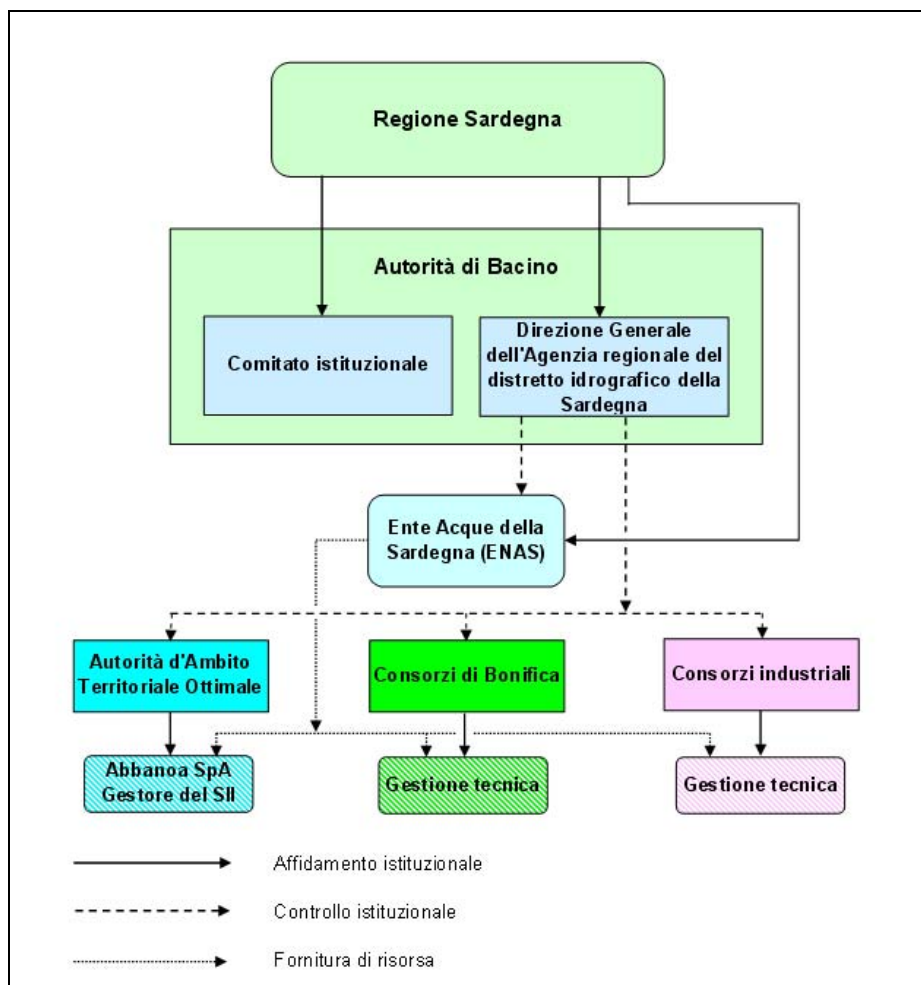 Regione Sardegna
Autorità di Bacino
Comitato istituzionale
Direzione Generale
dell'Agenzia regionale del
distretto idrografico della
Sardegna
Ente Acque della
Sardegna (ENAS)
Autorità d'Ambito
Territoriale Ottimale
Consorzi di Bonifica
Consorzi industriali
Abbanoa SpA
Gestore del SII
Gestione tecnica
Gestione tecnica
Affidamento istituzionale
Controllo istituzionale
Fornitura di risorsa